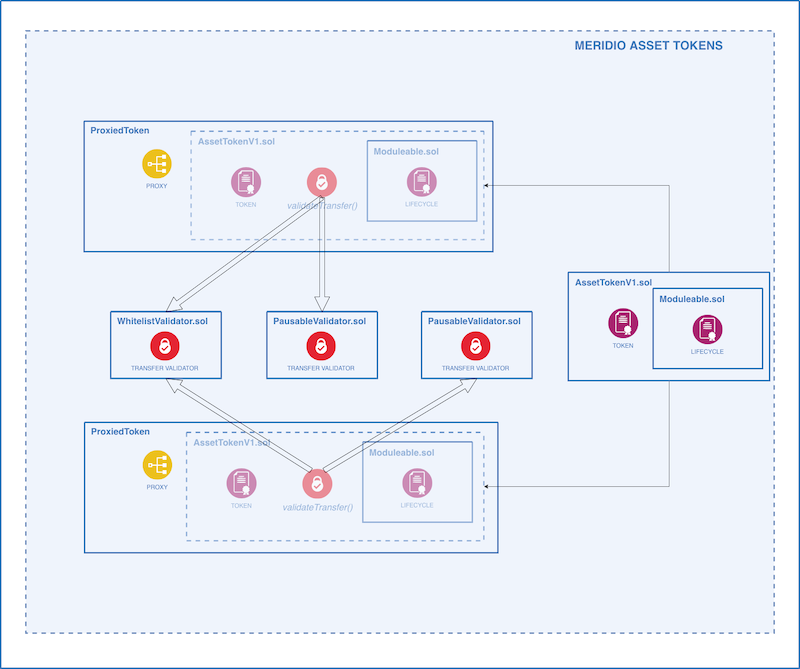 MERIDIO ASSET TOKENS
ProxiedToken
AssetTokenV1.sol
Moduleable.sol
PROXY
TOKEN
validateTransfer()
LIFECYCLE
AssetTokenV1.sol
Moduleable.sol
TOKEN
LIFECYCLE
WhitelistValidator.sol
PausableValidator.sol
PausableValidator.sol
TRANSFER VALIDATOR
TRANSFER VALIDATOR
TRANSFER VALIDATOR
ProxiedToken
AssetTokenV1.sol
Moduleable.sol
PROXY
TOKEN
validateTransfer()
LIFECYCLE